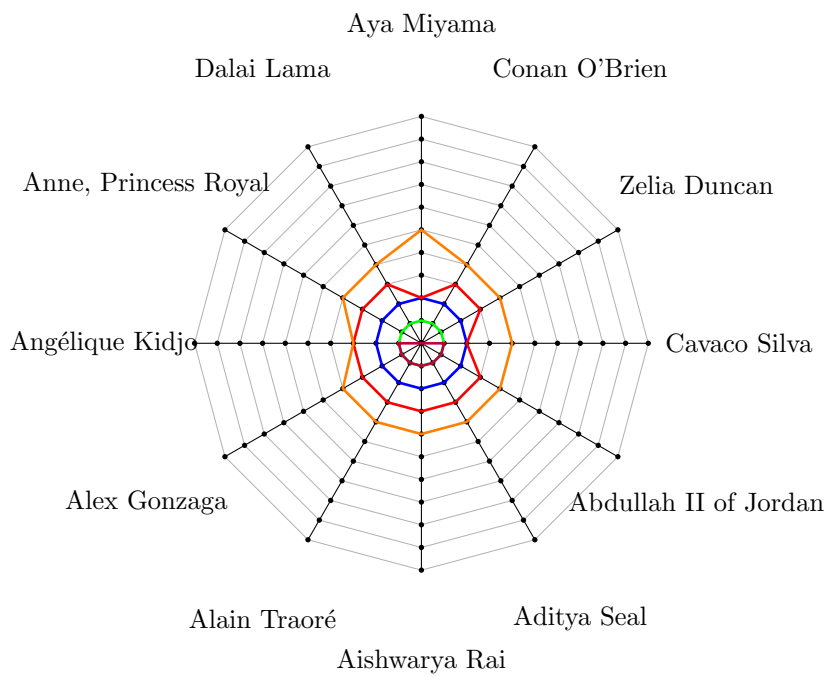 Aya Miyama
Dalai Lama
Conan O'Brien
Anne, Princess Royal
Zelia Duncan
Angélique Kidjo
Cavaco Silva
Alex Gonzaga
Abdullah II of Jordan
Alain Traoré
Aditya Seal
Aishwarya Rai